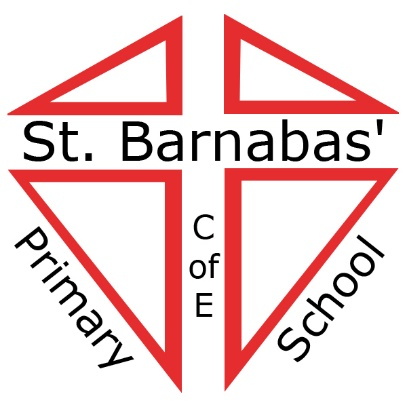 St. Barnabas'
C
of
E
Primary
School